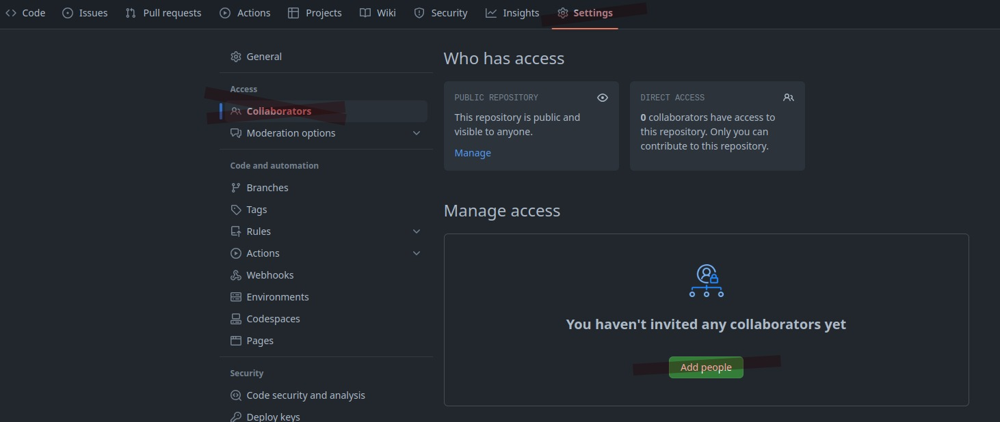 Code Issues Pull requests Actions Projects Wiki Security Insights Settings
General
Access
Collaborators
Moderation options
Code and automation
Branches
Tags
Rules
Actions
Webhooks
Environments
Codespaces
Pages
Security
Code security and analysis
Deploy keys
Who has access
PUBLIC REPOSITORY
This repository is public and
visible to anyone.
Manage
DIRECT ACCESS
0 collaborators have access to
this repository. Only you can
contribute to this repository.
Manage access
You haven't invited any collaborators yet
Add people